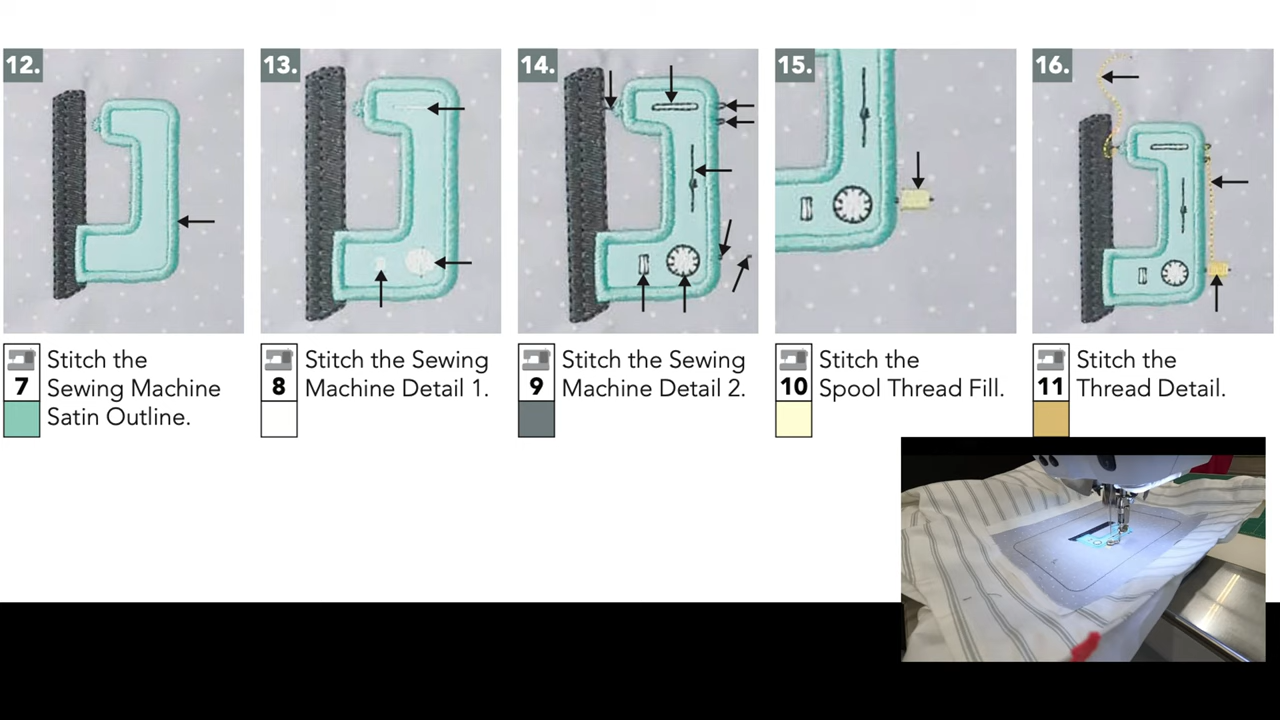 12.
13.
14.
15.
16.
7
Stitch the
Sewing Machine
Satin Outline.
8
Stitch the Sewing
Machine Detail 1.
9
Stitch the Sewing
Machine Detail 2.
10
Stitch the
Spool Thread Fill.
11
Stitch the
Thread Detail.